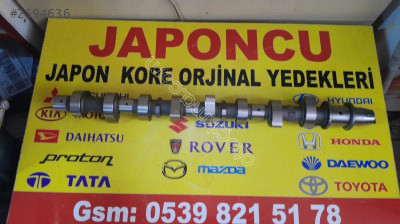 #2594636
JAPONCU
JAPON KORE ORJİNAL YEDEKLERİ
KIA HYUNDAI
DAIHATSU SUZUKI HONDA
proton ROVER DAEWOO
TATA mazda TOYOTA
Gsm: 0539 821 51 78